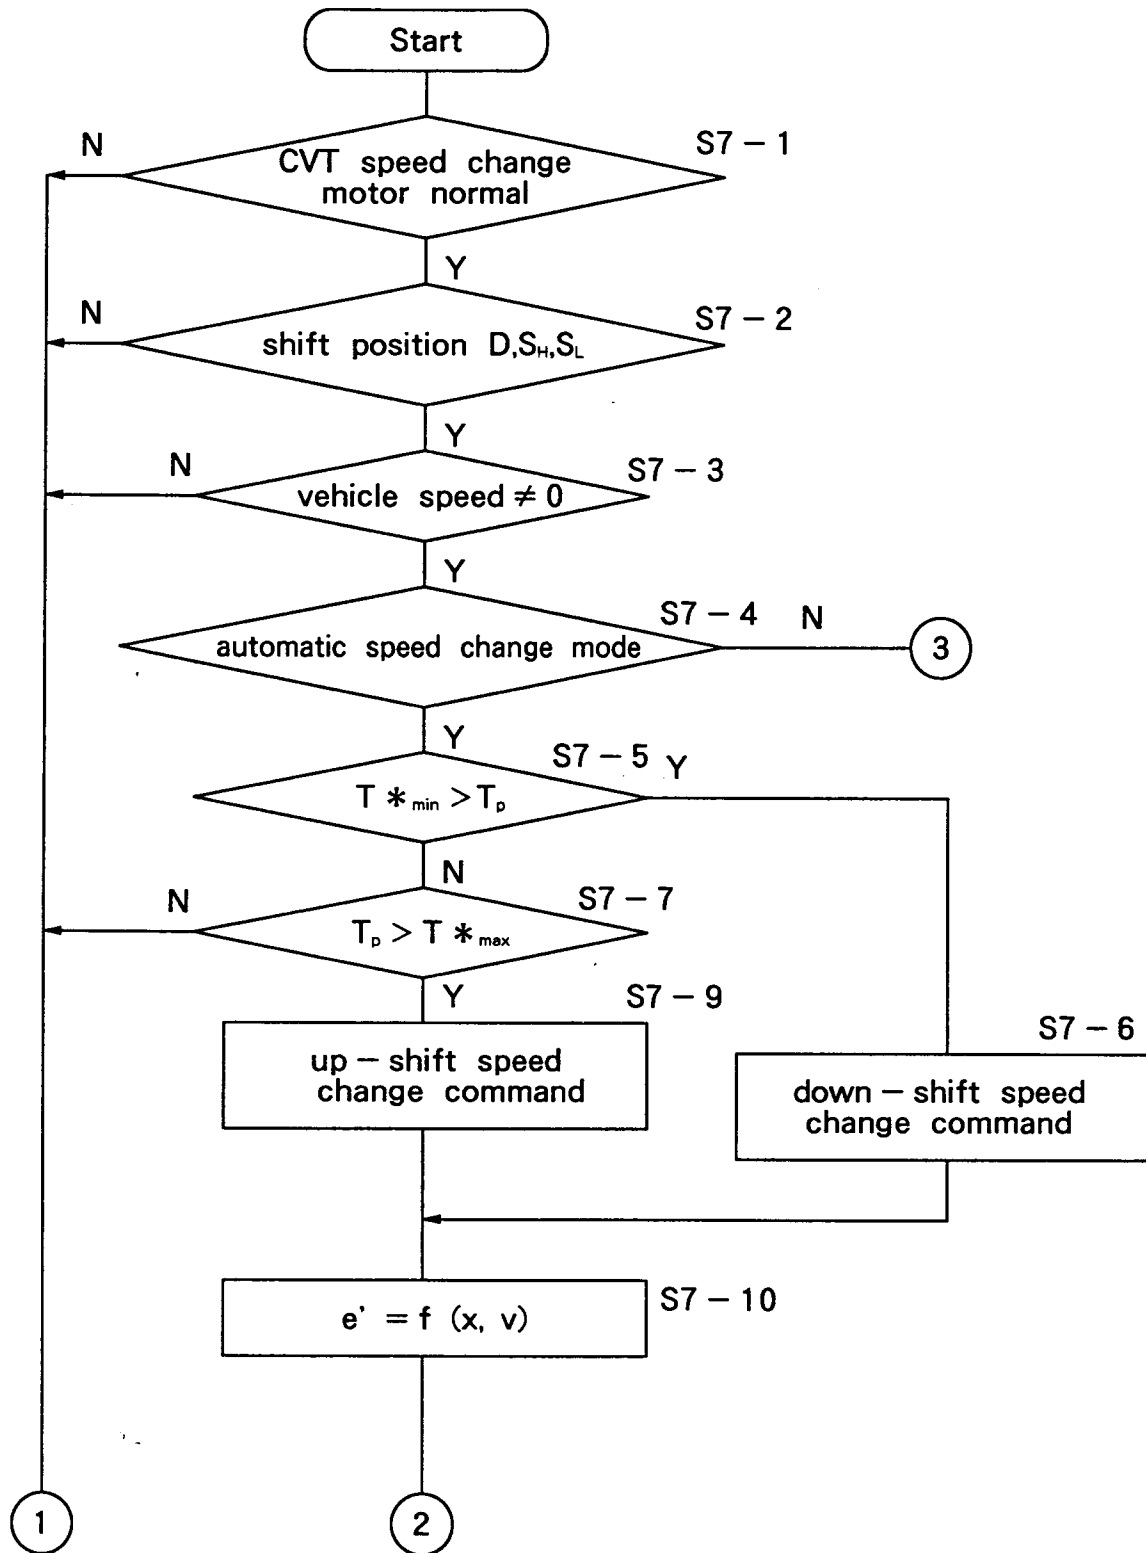 Start
N
CVT speed change
motor normal
S7-1
Y
N
shift position D,S_H,S_L
S7-2
Y
N
vehicle speed ≠ 0
S7-3
Y
automatic speed change mode
S7-4
N
3
Y
S7-5
Y
T *min > Tp
N
N
S7-7
Tp > T *max
Y
S7-9
up-shift speed
change command
S7-6
down-shift speed
change command
e' = f (x, v)
S7-10
1
2